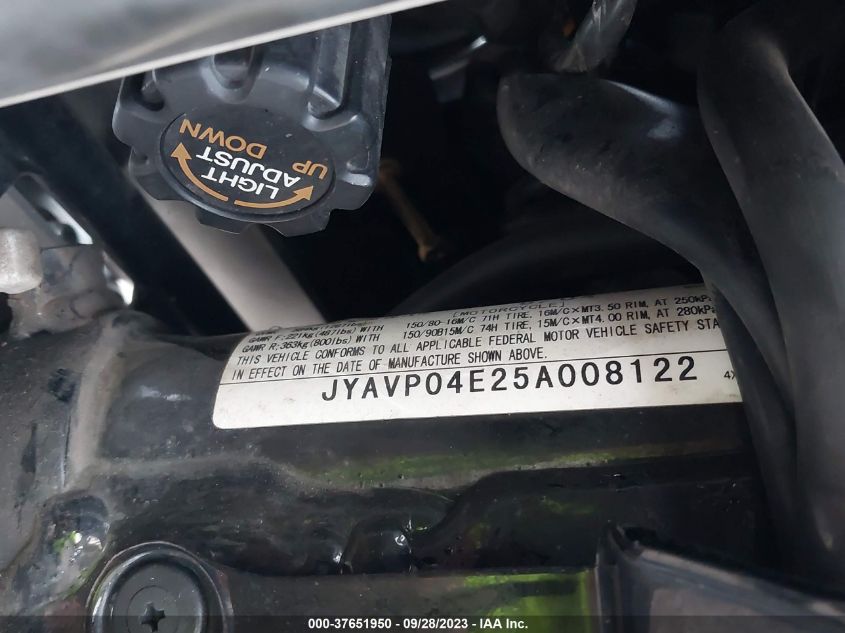 LIGHT
ADJUST
UP DOWN
[MOTORCYCLE]
GAWR F:221kg(487lbs) WITH 150/80-16M/C 71H TIRE, 16M/C×MT3.50 RIM, AT 250kP
GAWR R:363kg(800lbs) WITH 150/90B15M/C 74H TIRE, 15M/C×MT4.00 RIM, AT 280kP
THIS VEHICLE CONFORMS TO ALL APPLICABLE FEDERAL MOTOR VEHICLE SAFETY STA
IN EFFECT ON THE DATE OF MANUFACTURE SHOWN ABOVE.
JYAVP04E25A008122
4X
000-37651950 - 09/28/2023 - IAA Inc.